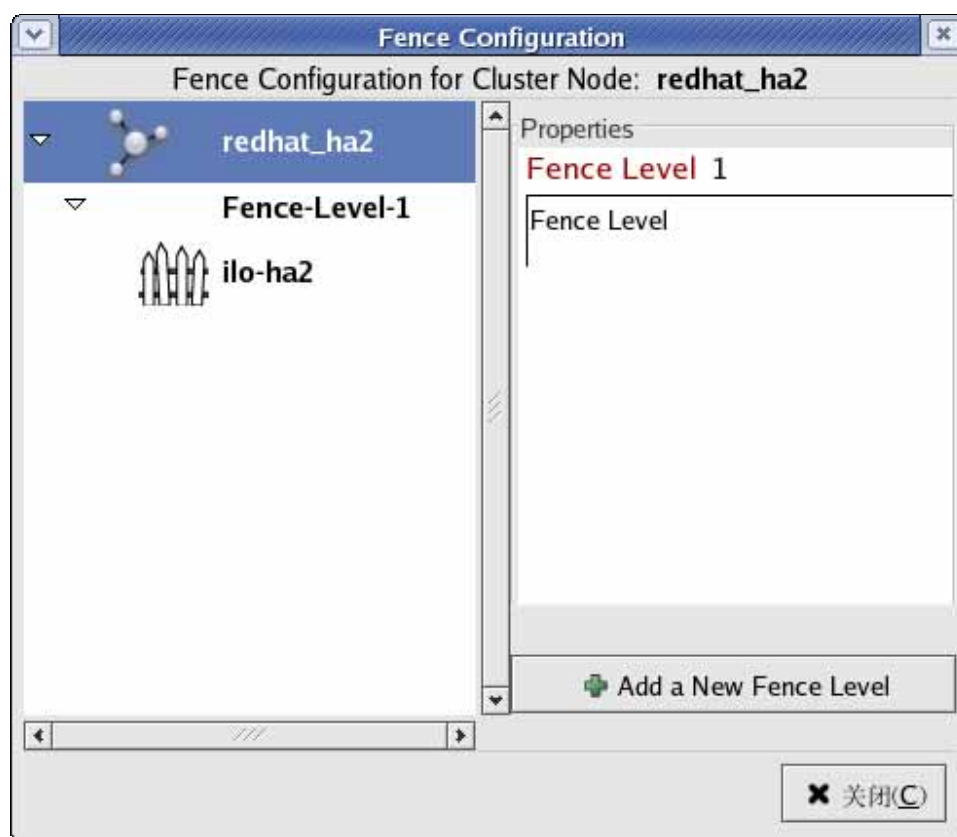 Fence Configuration
Fence Configuration for Cluster Node: redhat_ha2
redhat_ha2
Fence-Level-1
ilo-ha2
Properties
Fence Level 1
Fence Level
Add a New Fence Level
关闭(C)